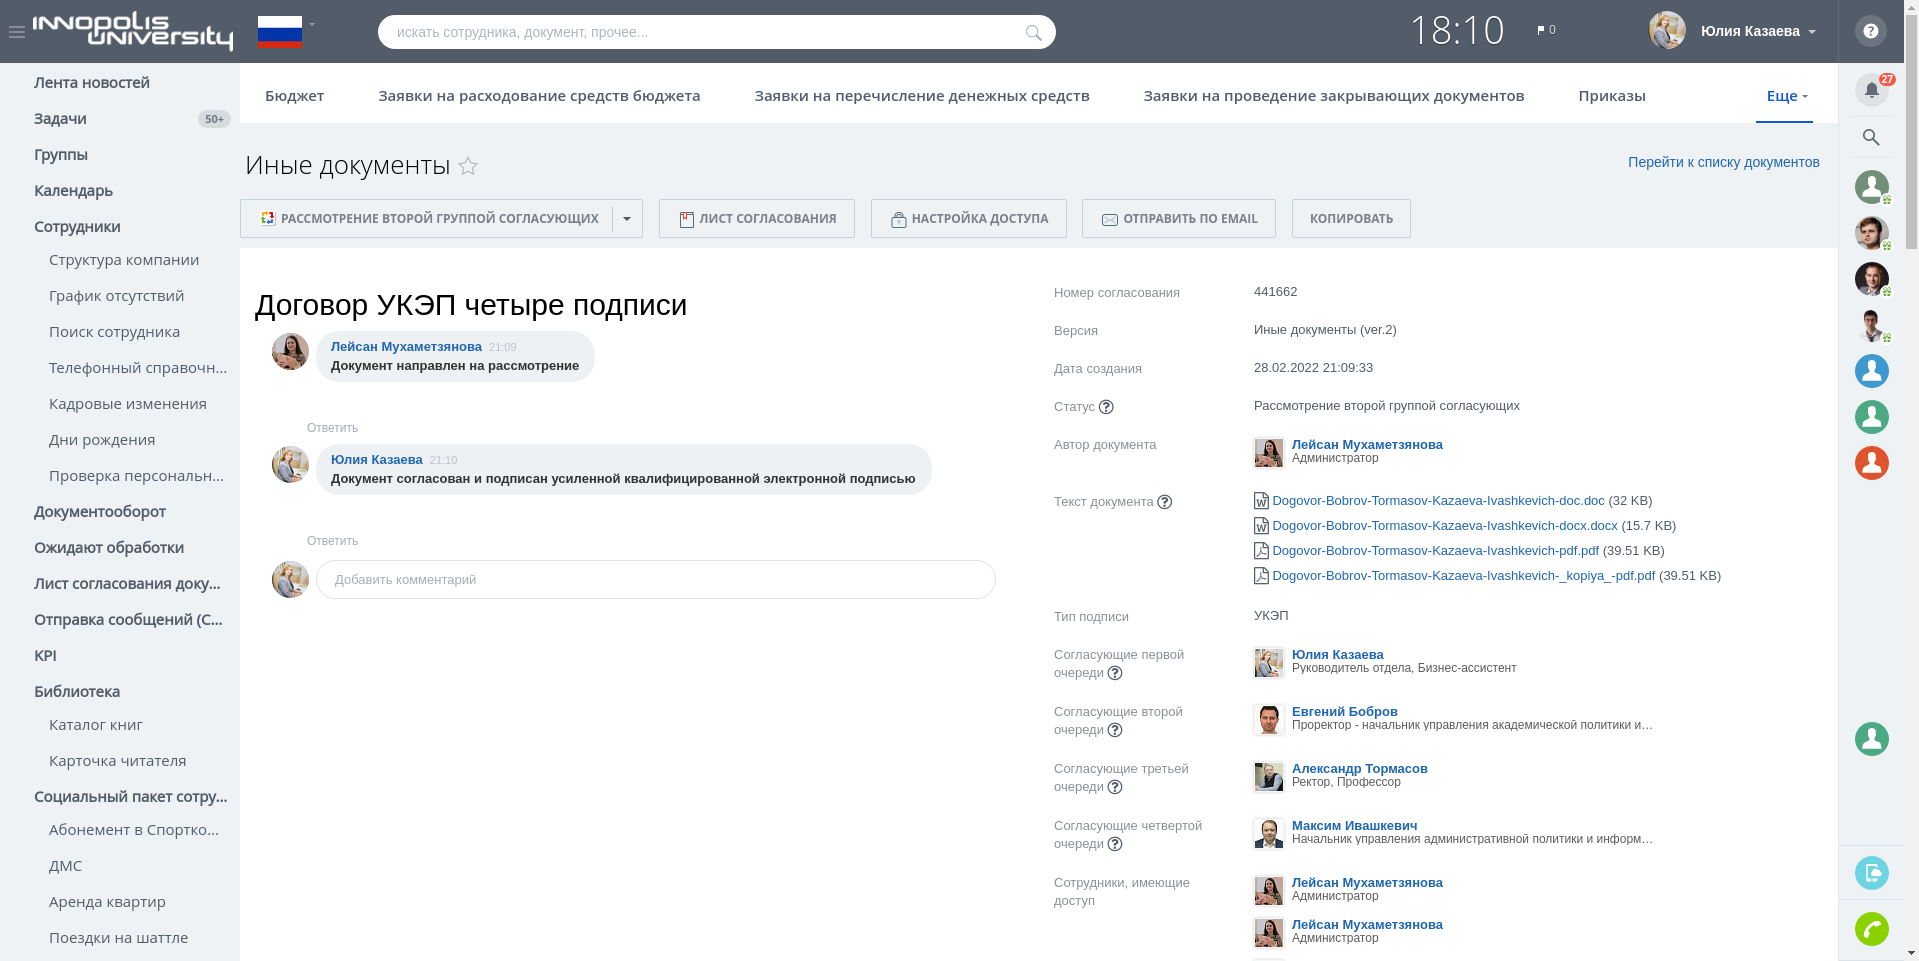 INNOPOLIS
UNIVERSITY
искать сотрудника, документ, прочее...
18:10
0
Юлия Казаева
?
Лента новостей
Задачи
50+
Группы
Календарь
Сотрудники
Структура компании
График отсутствий
Поиск сотрудника
Телефонный справочн...
Кадровые изменения
Дни рождения
Проверка персональн...
Документооборот
Ожидают обработки
Лист согласования доку...
Отправка сообщений (С...
KPI
Библиотека
Каталог книг
Карточка читателя
Социальный пакет сотру...
Абонемент в Спортко...
ДМС
Аренда квартир
Поездки на шаттле
Бюджет
Заявки на расходование средств бюджета
Заявки на перечисление денежных средств
Заявки на проведение закрывающих документов
Приказы
Еще
27
Иные документы
Перейти к списку документов
РАССМОТРЕНИЕ ВТОРОЙ ГРУППОЙ СОГЛАСУЮЩИХ
ЛИСТ СОГЛАСОВАНИЯ
НАСТРОЙКА ДОСТУПА
ОТПРАВИТЬ ПО EMAIL
КОПИРОВАТЬ
Договор УКЭП четыре подписи
Лейсан Мухаметзянова 21:09
Документ направлен на рассмотрение
Ответить
Юлия Казаева 21:10
Документ согласован и подписан усиленной квалифицированной электронной подписью
Ответить
Добавить комментарий
Номер согласования
441662
Версия
Иные документы (ver.2)
Дата создания
28.02.2022 21:09:33
Статус ?
Рассмотрение второй группой согласующих
Автор документа
Лейсан Мухаметзянова
Администратор
Текст документа ?
Dogovor-Bobrov-Tormasov-Kazaeva-Ivashkevich-doc.doc (32 KB)
Dogovor-Bobrov-Tormasov-Kazaeva-Ivashkevich-docx.docx (15.7 KB)
Dogovor-Bobrov-Tormasov-Kazaeva-Ivashkevich-pdf.pdf (39.51 KB)
Dogovor-Bobrov-Tormasov-Kazaeva-Ivashkevich-_kopiya_-pdf.pdf (39.51 KB)
Тип подписи
УКЭП
Согласующие первой
очереди ?
Юлия Казаева
Руководитель отдела, Бизнес-ассистент
Согласующие второй
очереди ?
Евгений Бобров
Проректор - начальник управления академической политики и...
Согласующие третьей
очереди ?
Александр Тормасов
Ректор, Профессор
Согласующие четвертой
очереди ?
Максим Ивашкевич
Начальник управления административной политики и информ...
Сотрудники, имеющие
доступ
Лейсан Мухаметзянова
Администратор
Лейсан Мухаметзянова
Администратор